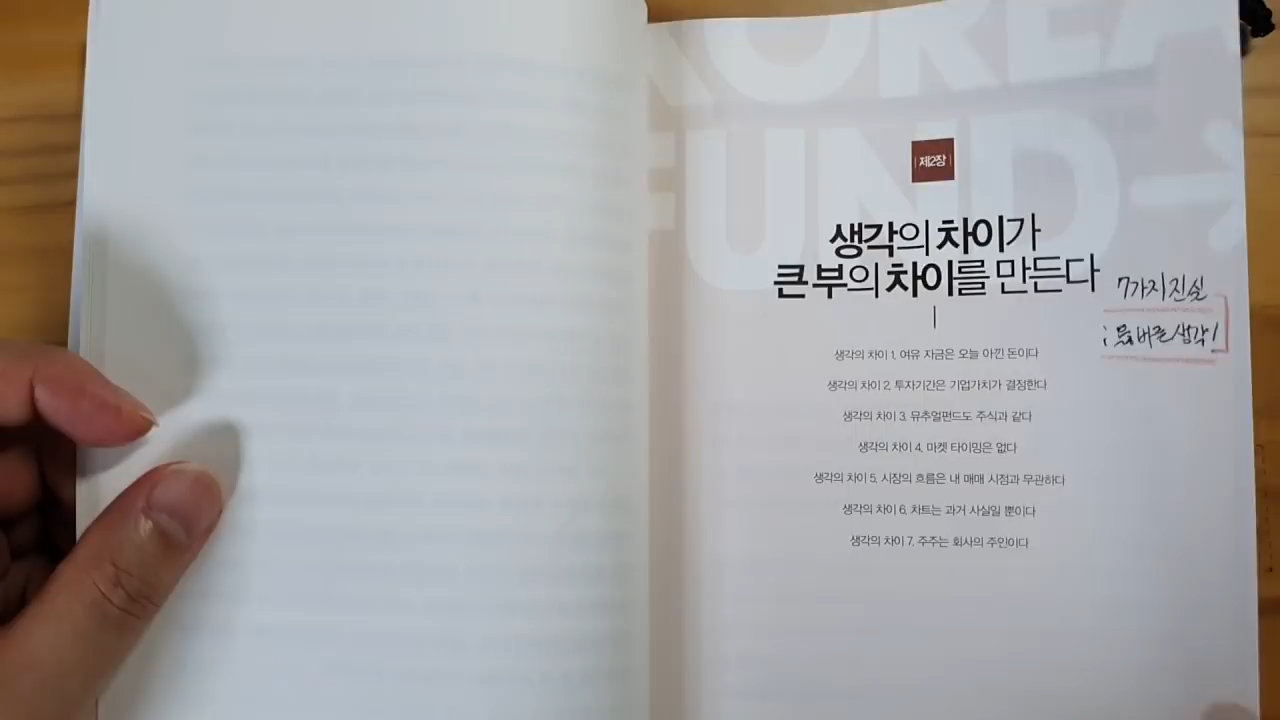 KOREA
FUND
제2장
생각의 차이가
큰 부의 차이를 만든다
7가지 진실
: 올바른 생각!
생각의 차이 1. 여유 자금은 오늘 아낀 돈이다
생각의 차이 2. 투자기간은 기업가치가 결정한다
생각의 차이 3. 뮤추얼펀드도 주식과 같다
생각의 차이 4. 마켓 타이밍은 없다
생각의 차이 5. 시장의 흐름은 내 매매 시점과 무관하다
생각의 차이 6. 차트는 과거 사실일 뿐이다
생각의 차이 7. 주주는 회사의 주인이다